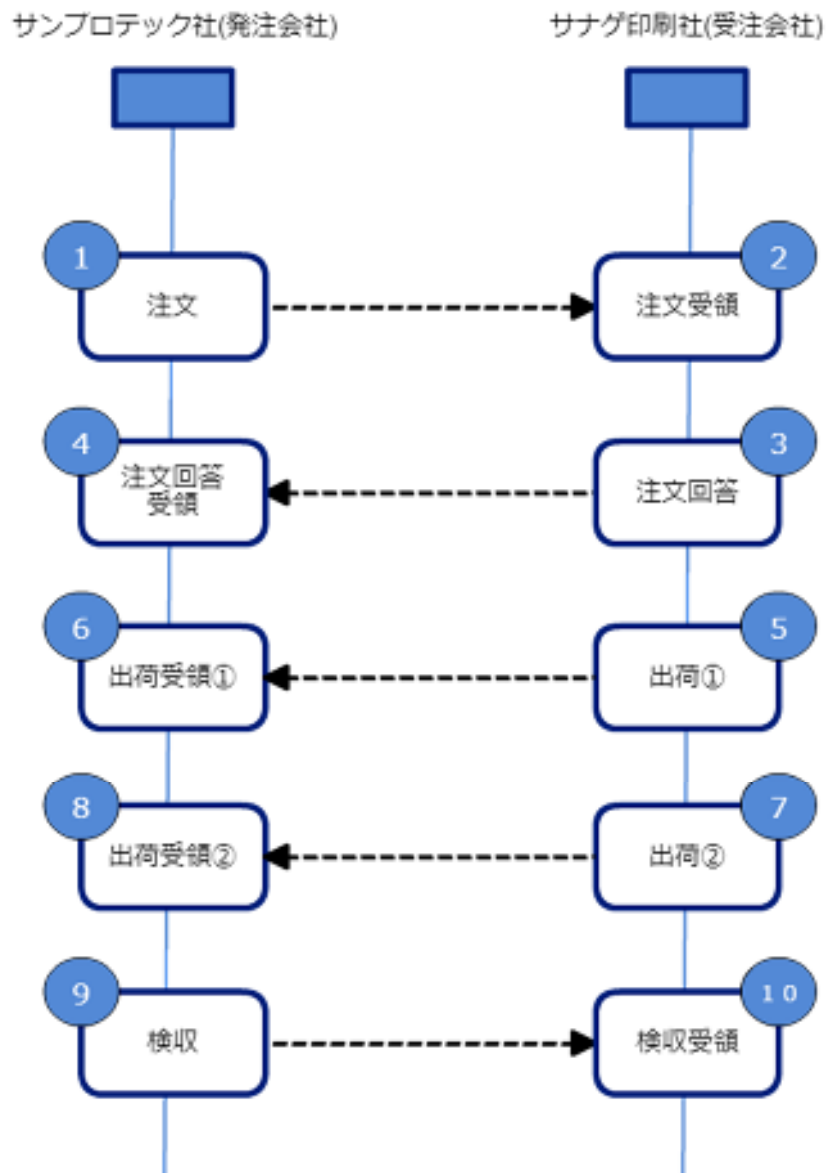 サンプロテック社(発注会社)
サナゲ印刷社(受注会社)
1
注文
2
注文受領
4
注文回答
受領
3
注文回答
6
出荷受領①
5
出荷①
8
出荷受領②
7
出荷②
9
検収
１０
検収受領